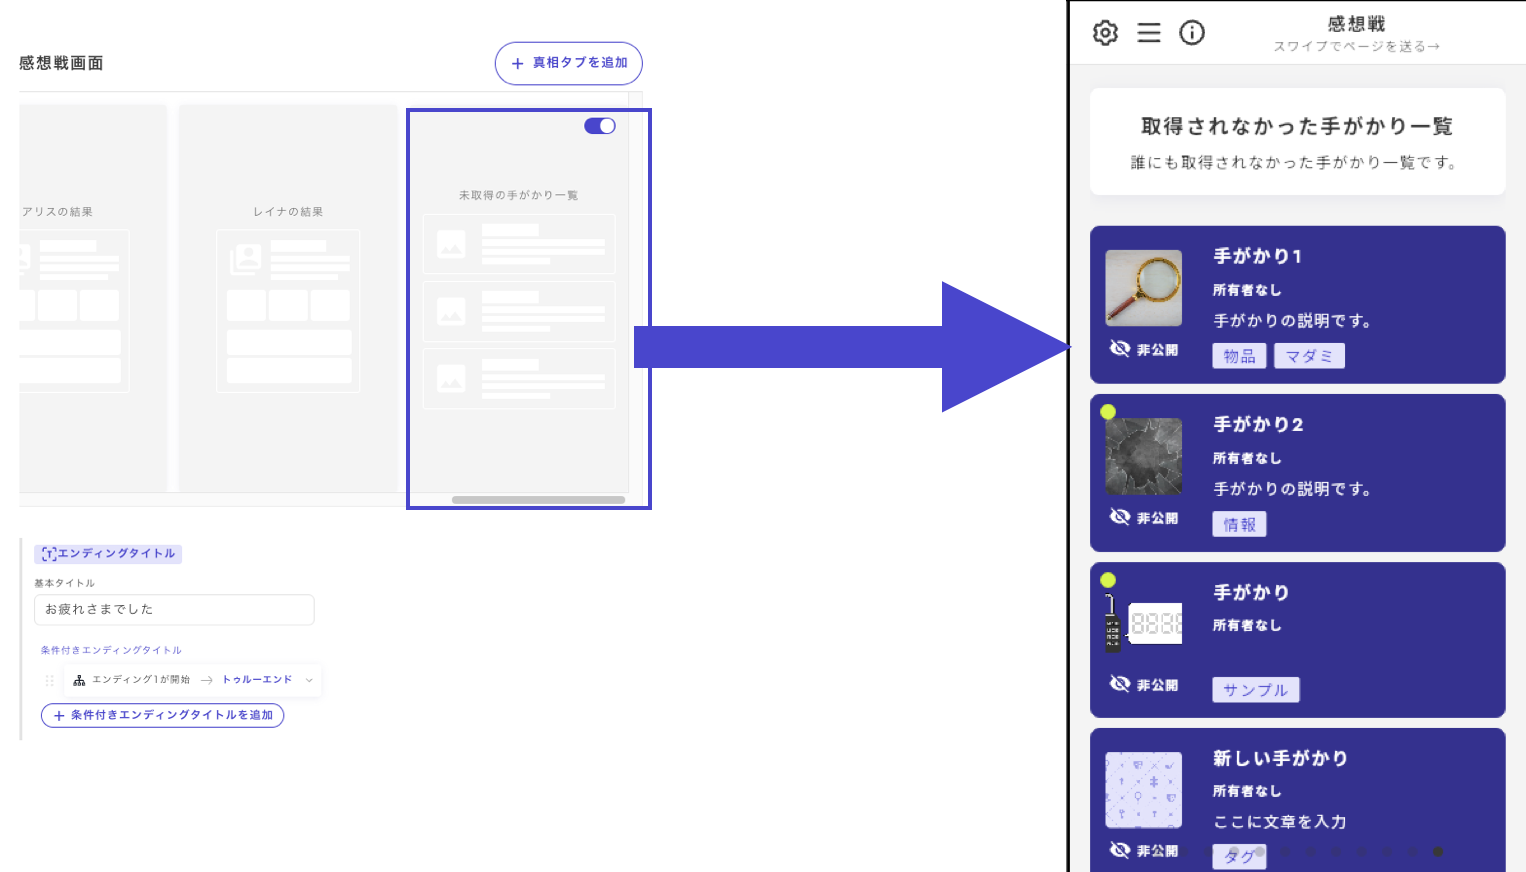 感想戦画面
真相タブを追加
アリスの結果
レイナの結果
未取得の手がかり一覧
エンディングタイトル
基本タイトル
お疲れさまでした
条件付きエンディングタイトル
エンディング1が開始 → トゥルーエンド
条件付きエンディングタイトルを追加
感想戦
スワイプでページを送る→
取得されなかった手がかり一覧
誰にも取得されなかった手がかり一覧です。
手がかり1
所有者なし
手がかりの説明です。
非公開
物品 マダミ
手がかり2
所有者なし
手がかりの説明です。
非公開
情報
手がかり
所有者なし
非公開
サンプル
新しい手がかり
所有者なし
ここに文章を入力
非公開
タグ